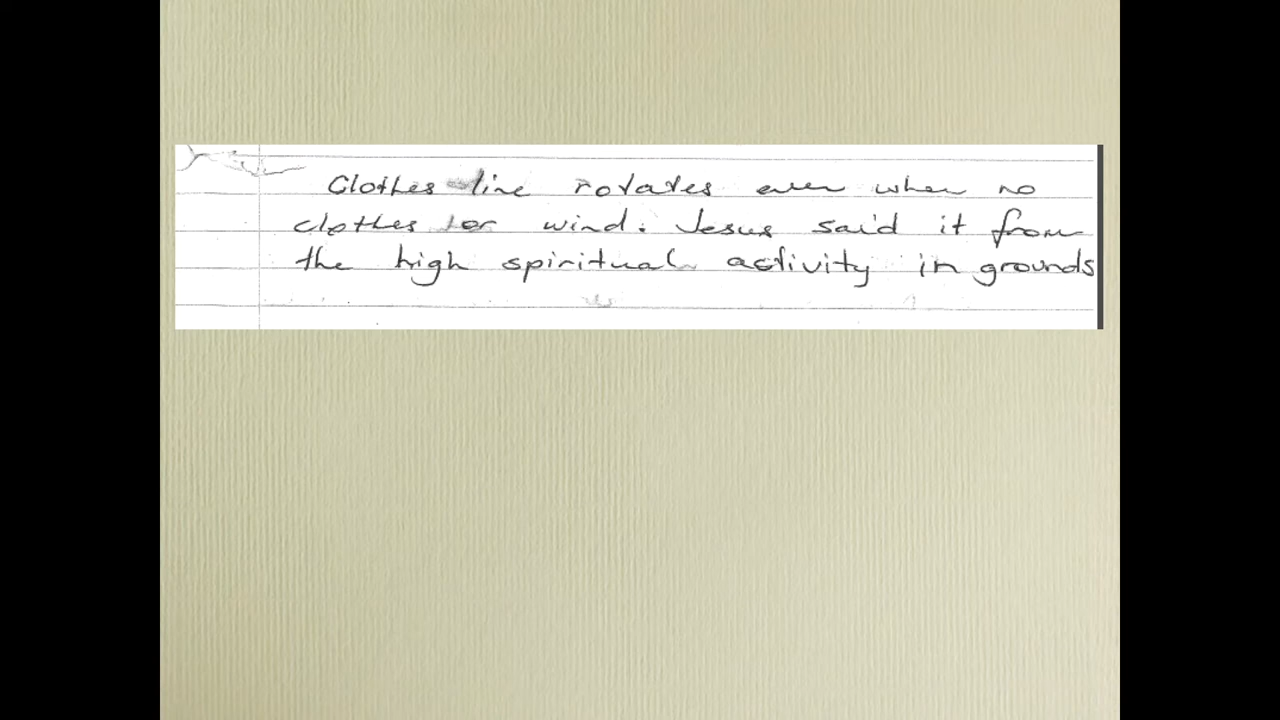 Clothes line rotates even when no
clothes or wind. Jesus said it from
the high spiritual activity in grounds